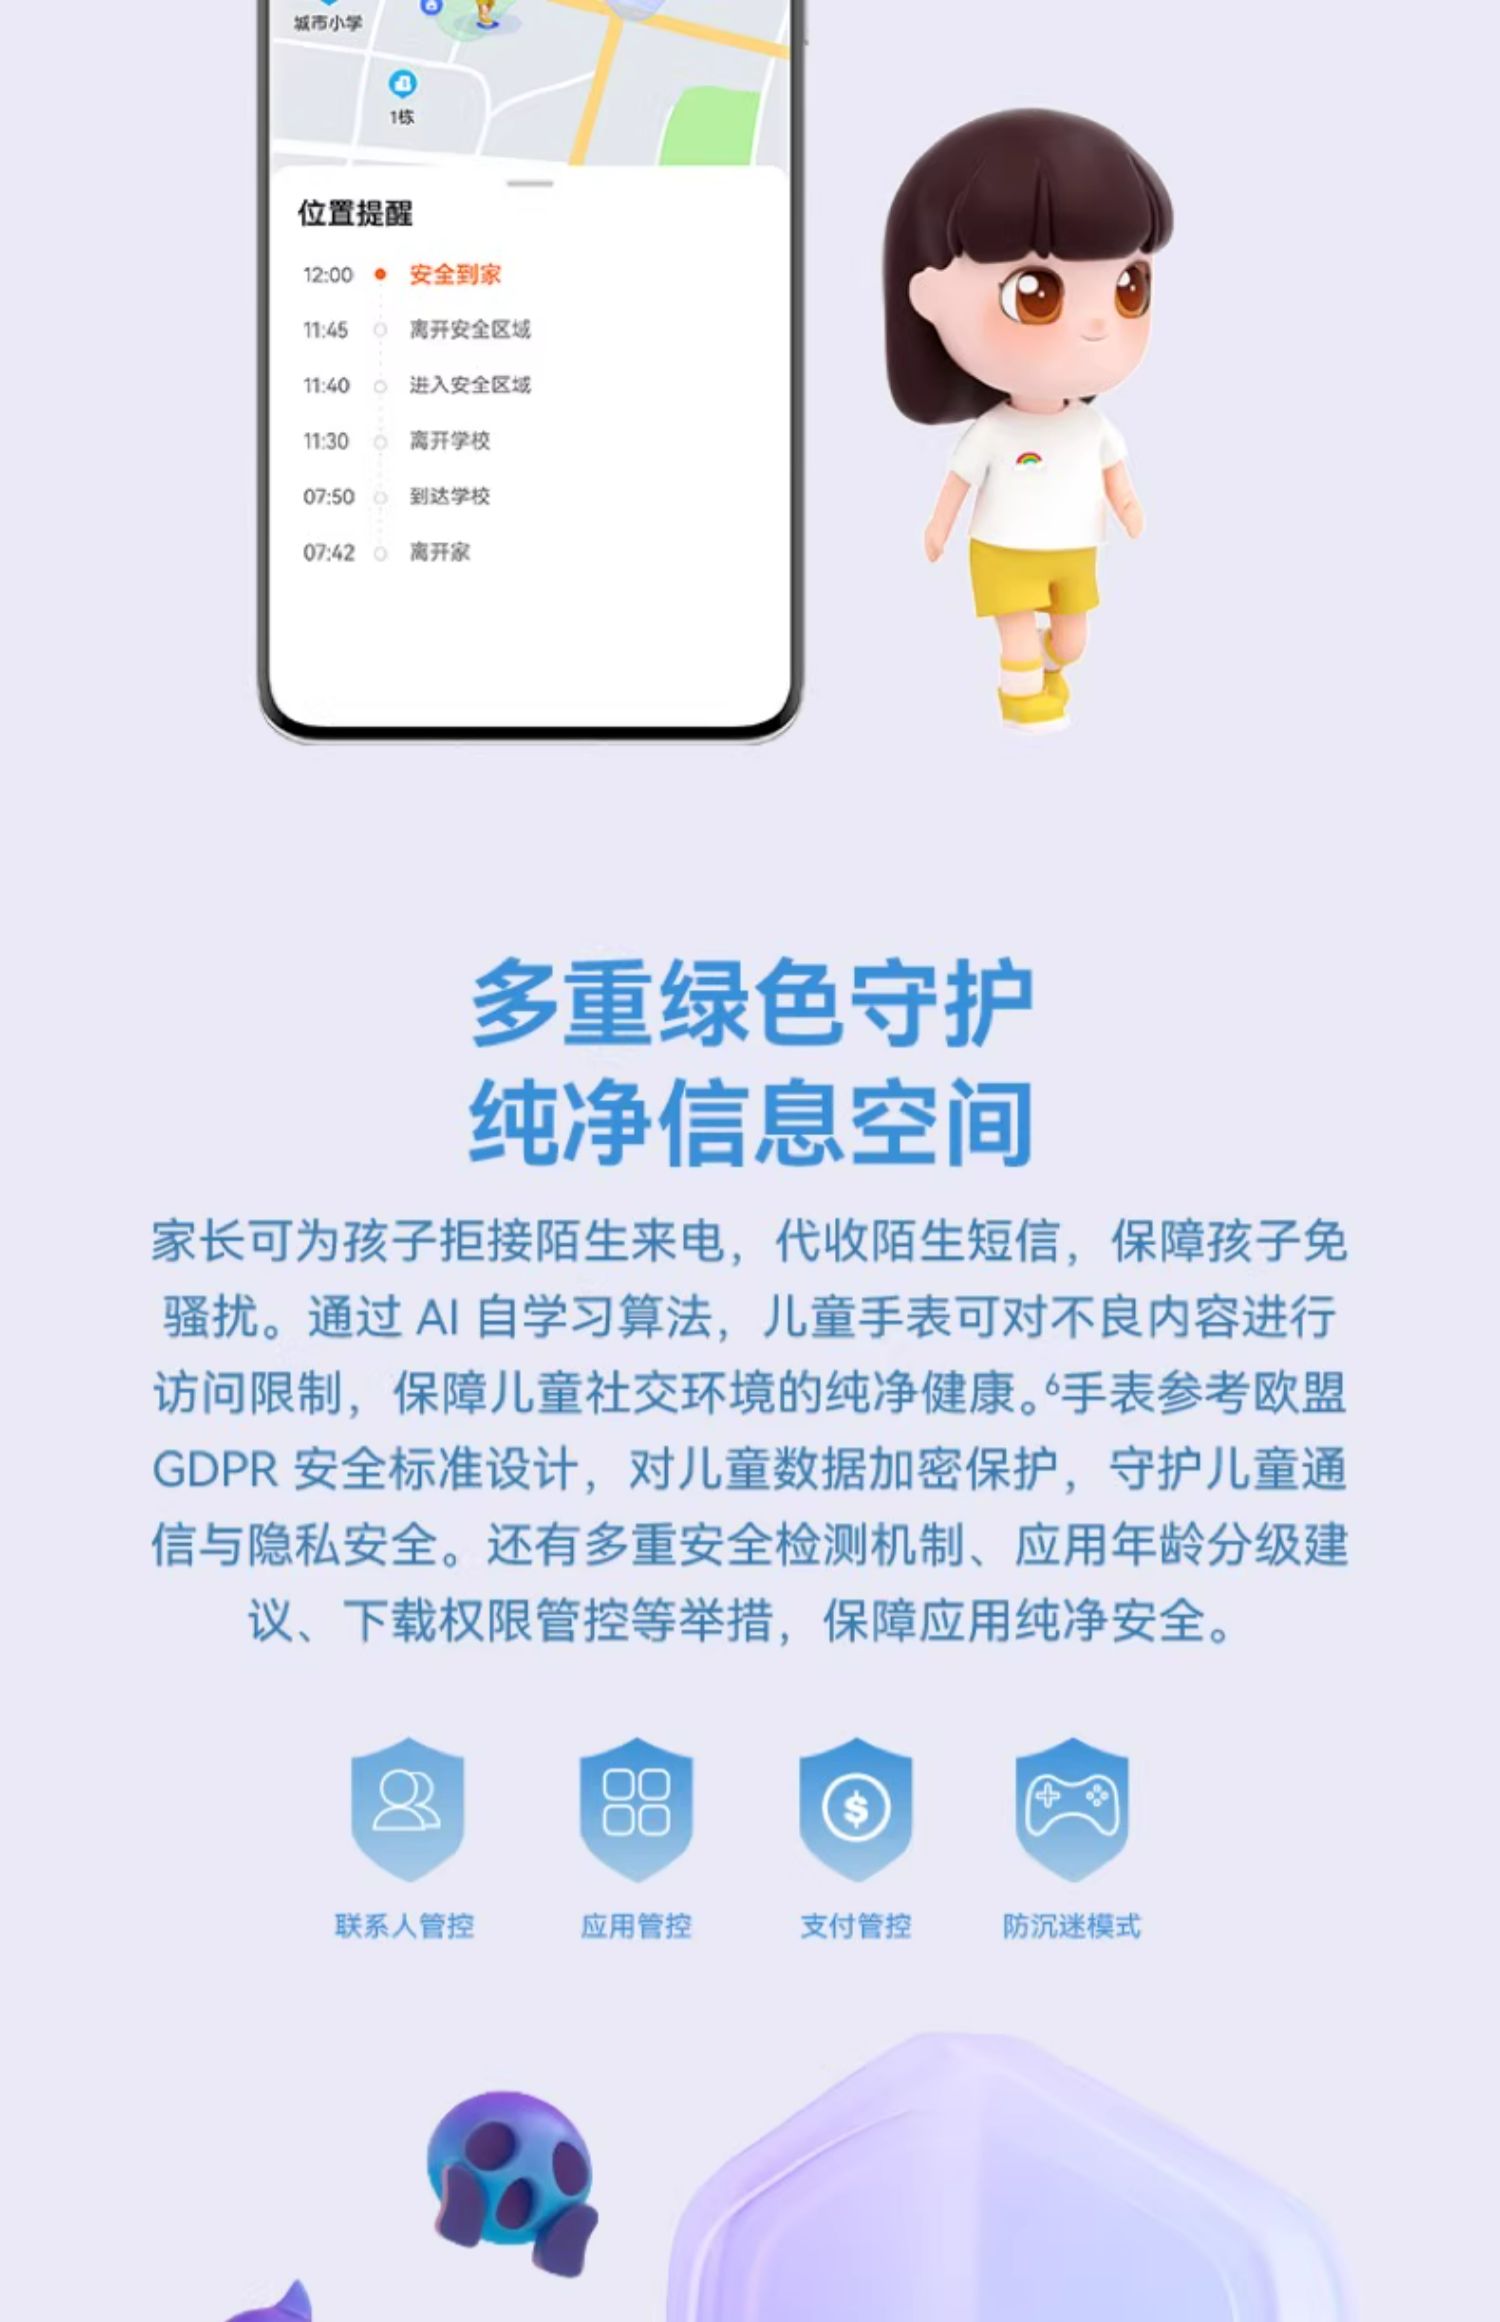 城市小学
1栋
位置提醒
12:00 安全到家
11:45 离开安全区域
11:40 进入安全区域
11:30 离开学校
07:50 到达学校
07:42 离开家
多重绿色守护
纯净信息空间
家长可为孩子拒接陌生来电，代收陌生短信，保障孩子免
骚扰。通过 AI 自学习算法，儿童手表可对不良内容进行
访问限制，保障儿童社交环境的纯净健康。⁶手表参考欧盟
GDPR 安全标准设计，对儿童数据加密保护，守护儿童通
信与隐私安全。还有多重安全检测机制、应用年龄分级建
议、下载权限管控等举措，保障应用纯净安全。
联系人管控 应用管控 支付管控 防沉迷模式